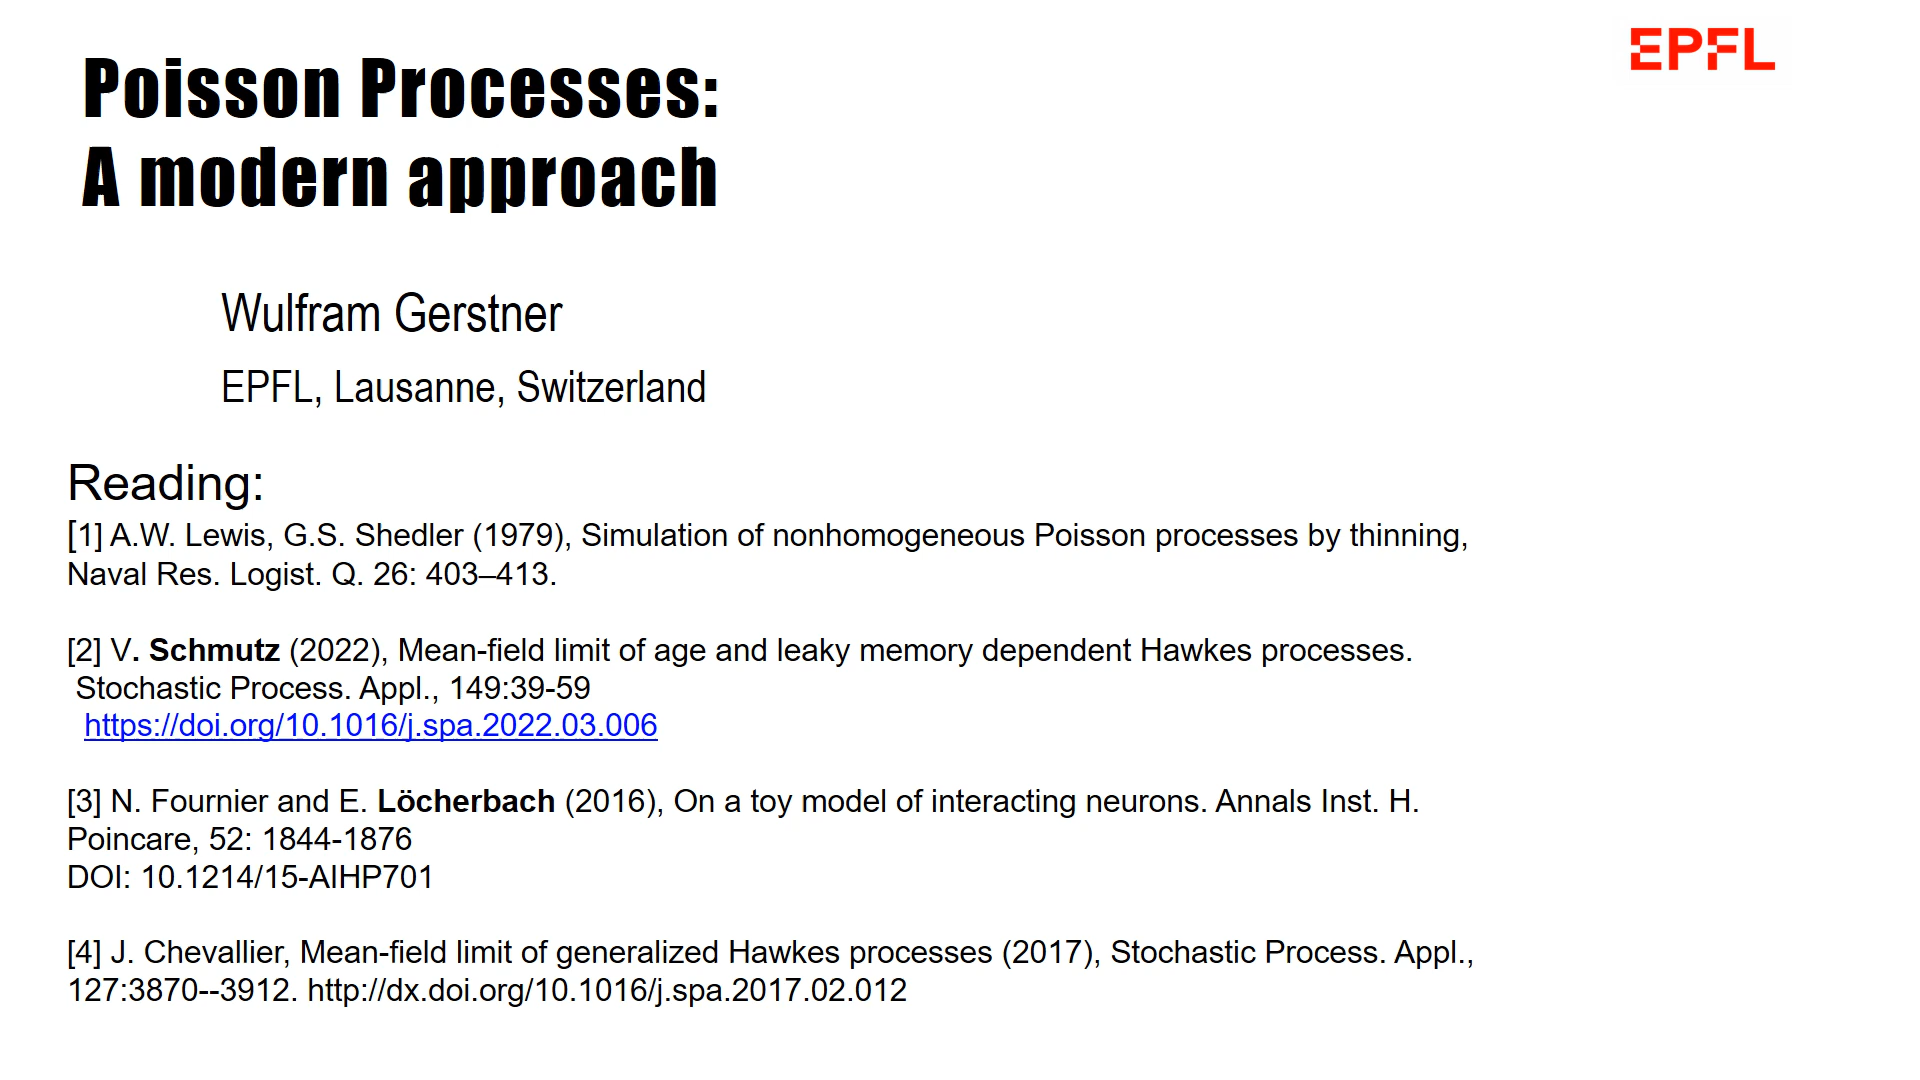 EPFL
Poisson Processes:
A modern approach
Wulfram Gerstner
EPFL, Lausanne, Switzerland
Reading:
[1] A.W. Lewis, G.S. Shedler (1979), Simulation of nonhomogeneous Poisson processes by thinning,
Naval Res. Logist. Q. 26: 403–413.
[2] V. Schmutz (2022), Mean-field limit of age and leaky memory dependent Hawkes processes.
Stochastic Process. Appl., 149:39-59
https://doi.org/10.1016/j.spa.2022.03.006
[3] N. Fournier and E. Löcherbach (2016), On a toy model of interacting neurons. Annals Inst. H.
Poincare, 52: 1844-1876
DOI: 10.1214/15-AIHP701
[4] J. Chevallier, Mean-field limit of generalized Hawkes processes (2017), Stochastic Process. Appl.,
127:3870--3912. http://dx.doi.org/10.1016/j.spa.2017.02.012